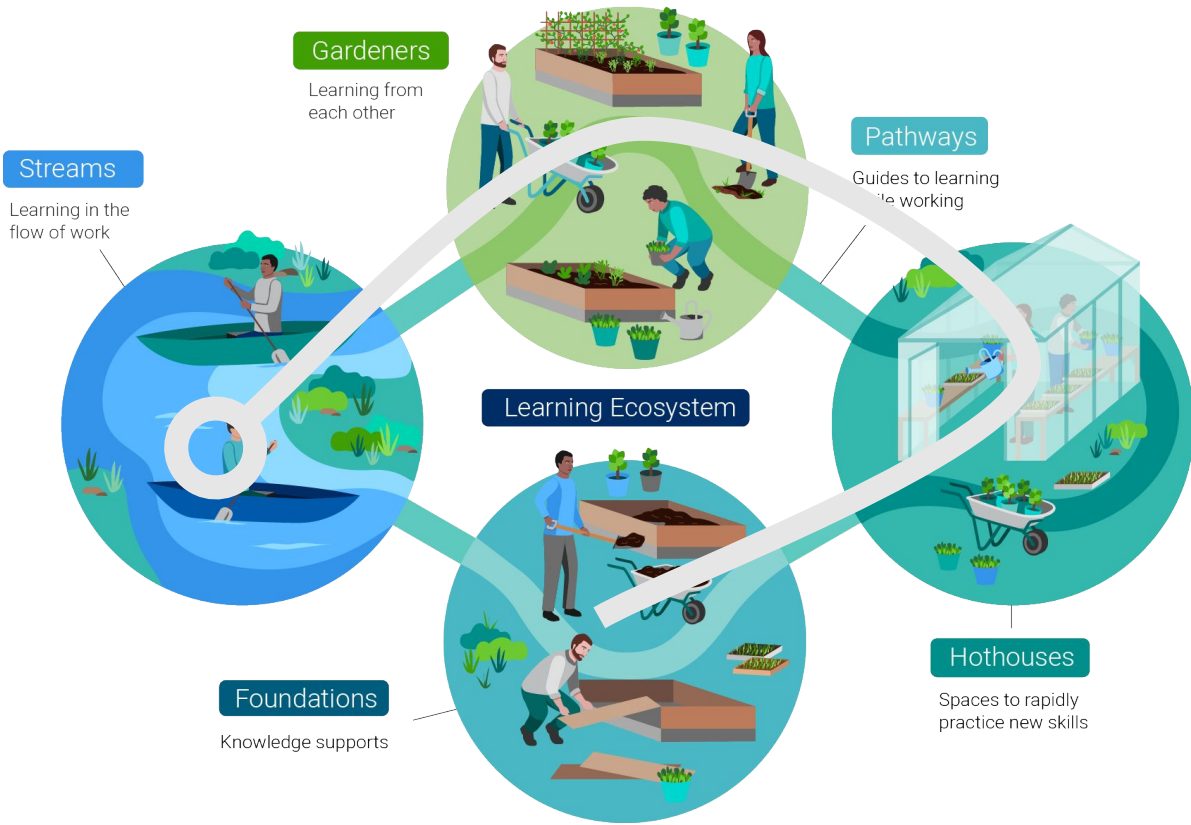 Gardeners
Learning from
each other
Streams
Learning in the
flow of work
Pathways
Guides to learning
working
Learning Ecosystem
Foundations
Knowledge supports
Hothouses
Spaces to rapidly
practice new skills